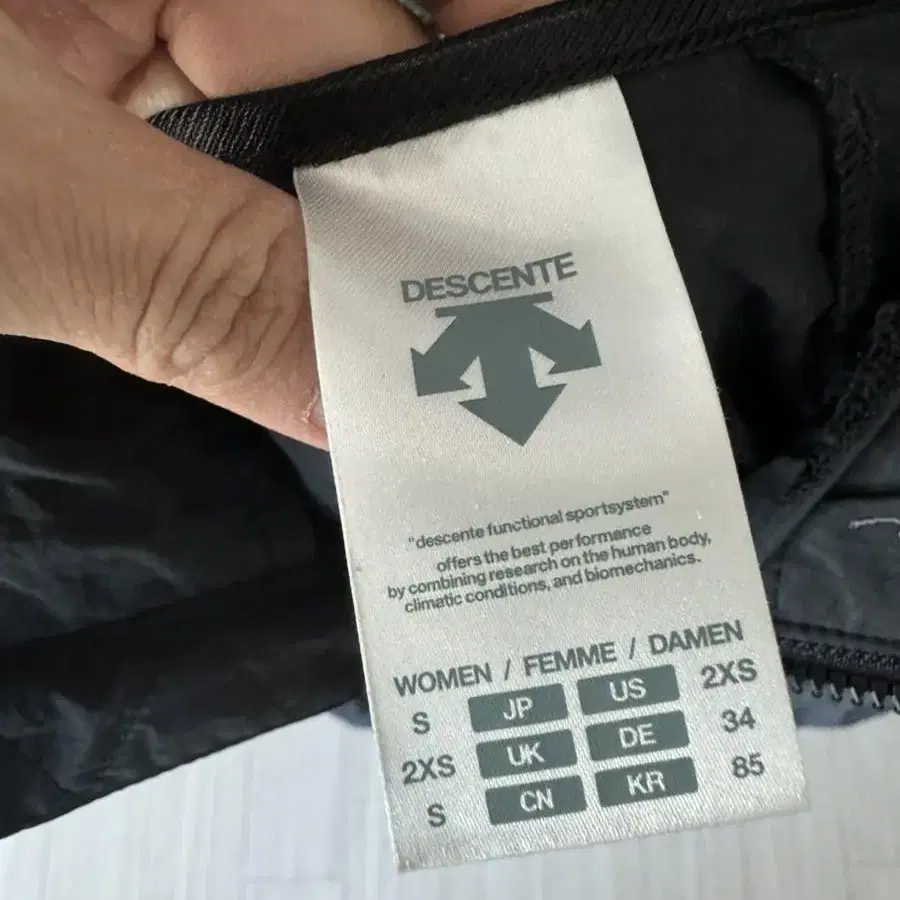 DESCENTE
"descente functional sportsystem"
offers the best performance
by combining research on the human body,
climatic conditions, and biomechanics.
WOMEN / FEMME / DAMEN
S JP US 2XS
2XS UK DE 34
S CN KR 85